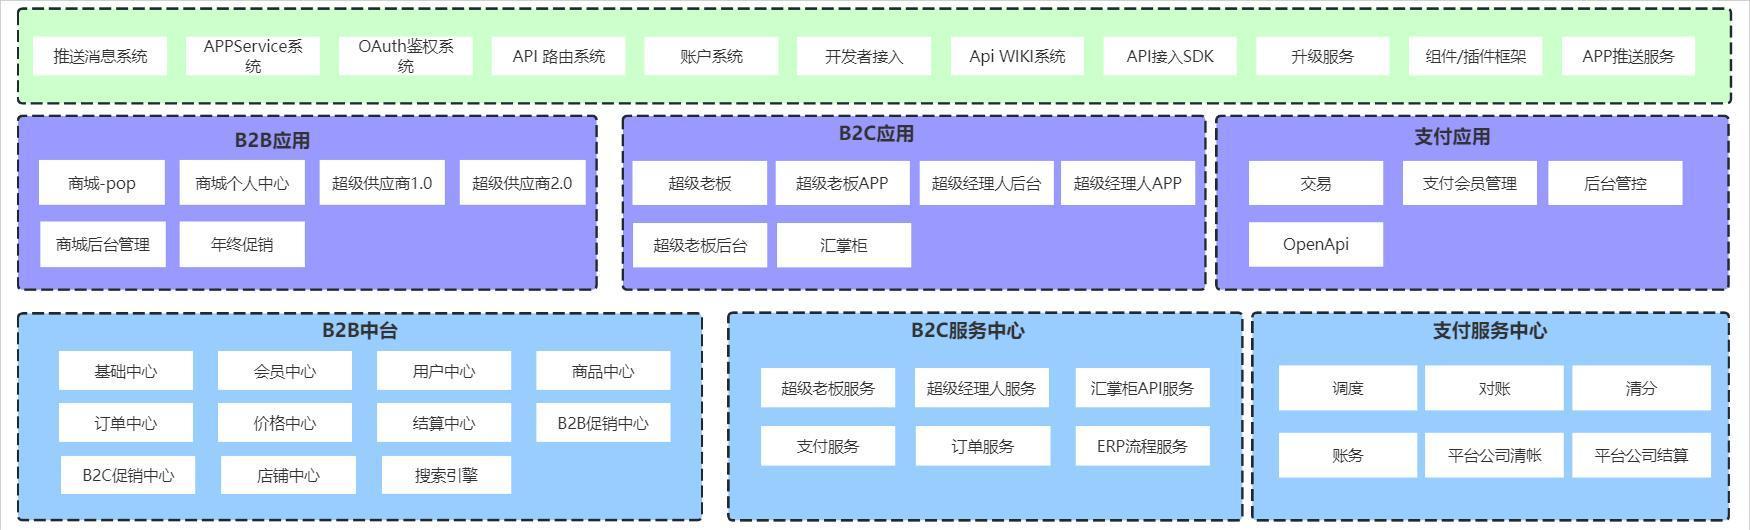 推送消息系统
APPService系
统
OAuth鉴权系
统
API 路由系统
账户系统
开发者接入
Api WIKI系统
API接入SDK
升级服务
组件/插件框架
APP推送服务
B2B应用
商城-pop
商城个人中心
超级供应商1.0
超级供应商2.0
商城后台管理
年终促销
B2C应用
超级老板
超级老板APP
超级经理人后台
超级经理人APP
超级老板后台
汇掌柜
支付应用
交易
支付会员管理
后台管控
OpenApi
B2B中台
基础中心
会员中心
用户中心
商品中心
订单中心
价格中心
结算中心
B2B促销中心
B2C促销中心
店铺中心
搜索引擎
B2C服务中心
超级老板服务
超级经理人服务
汇掌柜API服务
支付服务
订单服务
ERP流程服务
支付服务中心
调度
对账
清分
账务
平台公司清帐
平台公司结算